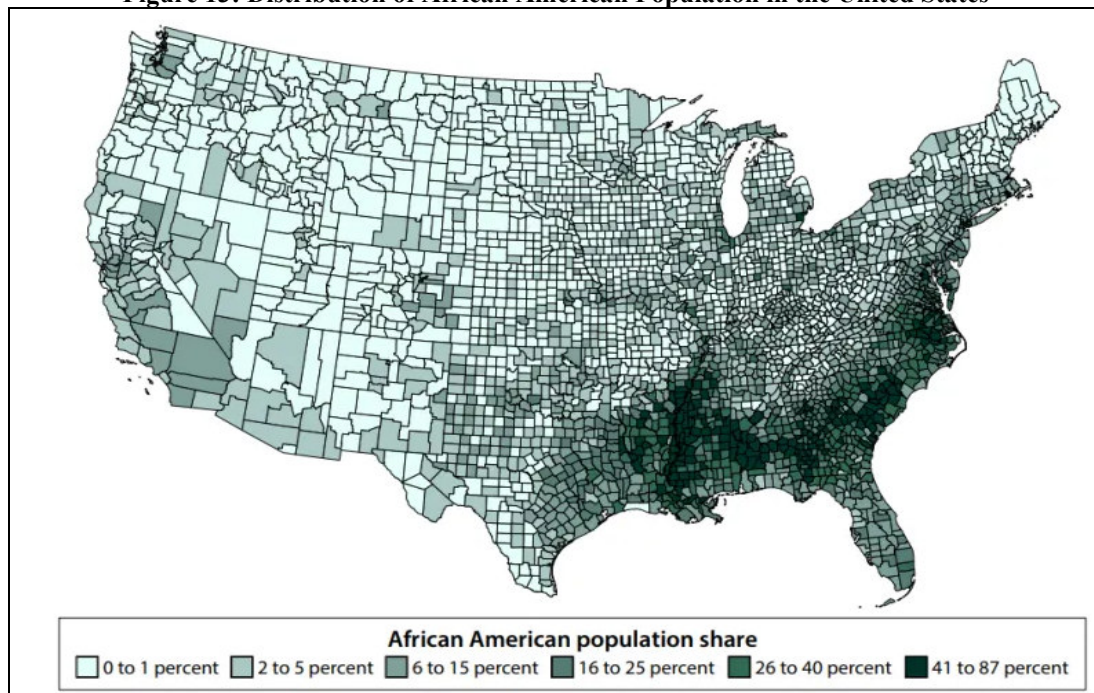 Figure 13: Distribution of African American Population in the United States
African American population share
0 to 1 percent 2 to 5 percent 6 to 15 percent 16 to 25 percent 26 to 40 percent 41 to 87 percent